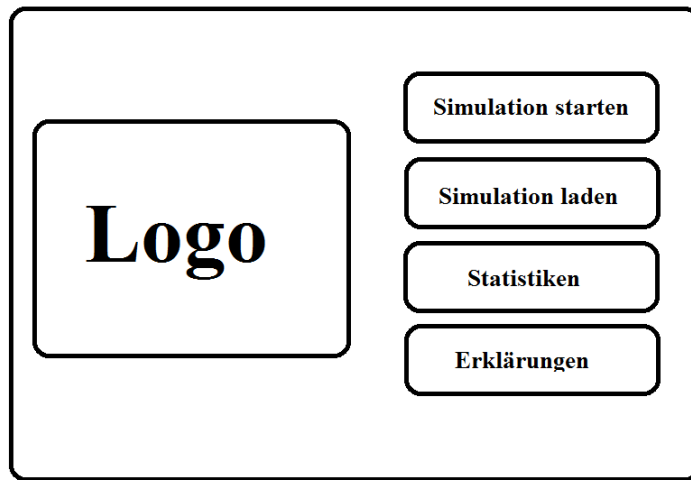 Logo
Simulation starten
Simulation laden
Statistiken
Erklärungen